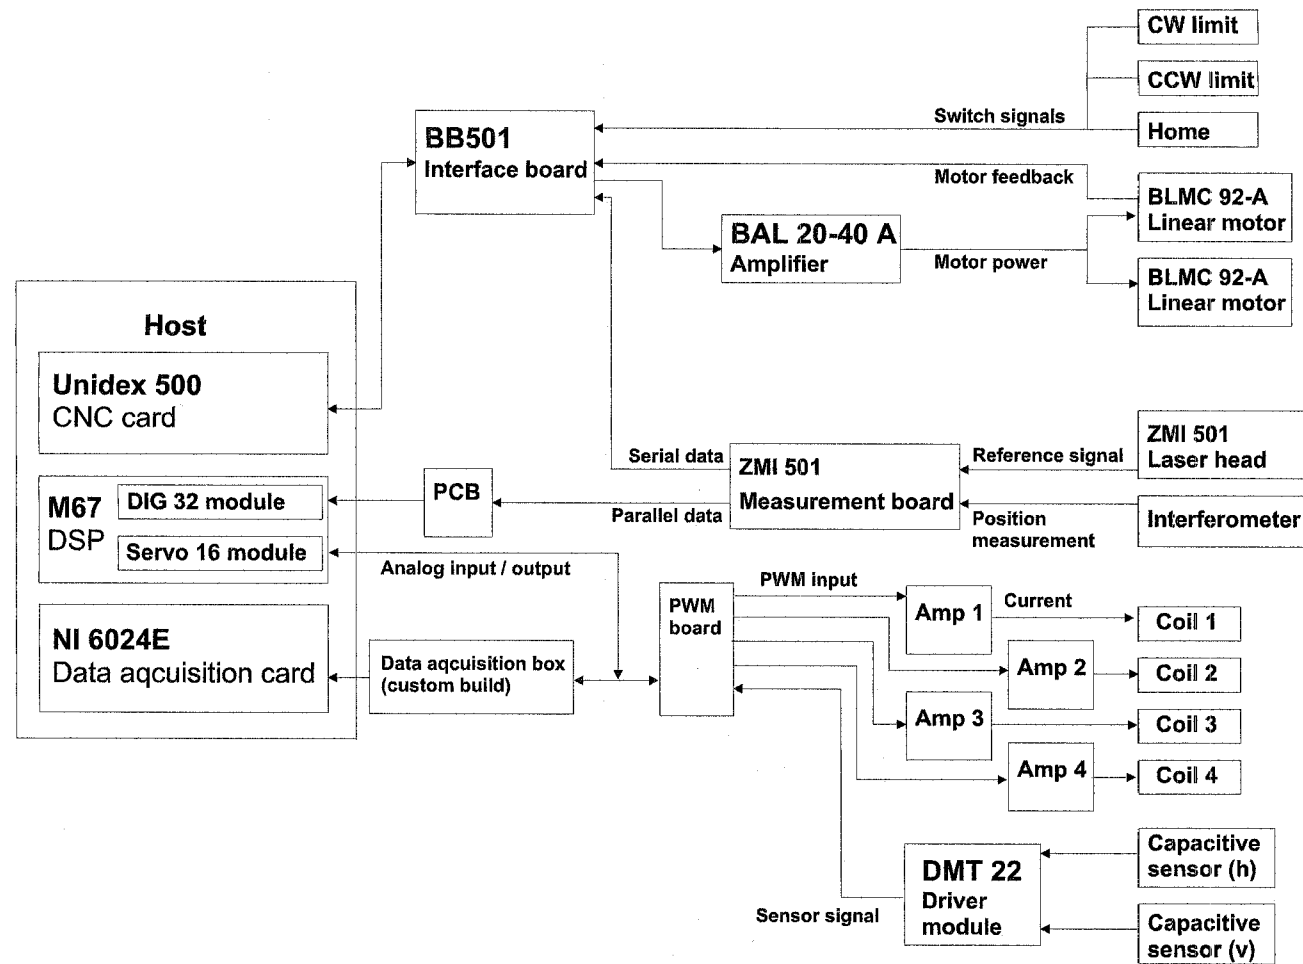 CW limit
CCW limit
Switch signals
Home
BB501
Interface board
Motor feedback
BLMC 92-A
Linear motor
BAL 20-40 A
Amplifier
Motor power
BLMC 92-A
Linear motor
Host
Unidex 500
CNC card
Serial data
ZMI 501
Measurement board
Reference signal
ZMI 501
Laser head
M67
DSP
DIG 32 module
Servo 16 module
PCB
Parallel data
Position
measurement
Interferometer
Analog input / output
PWM input
PWM
board
Amp 1
Current
Coil 1
NI 6024E
Data aqcuisition card
Data aqcuisition box
(custom build)
Amp 2
Coil 2
Amp 3
Coil 3
Amp 4
Coil 4
Sensor signal
DMT 22
Driver
module
Capacitive
sensor (h)
Capacitive
sensor (v)